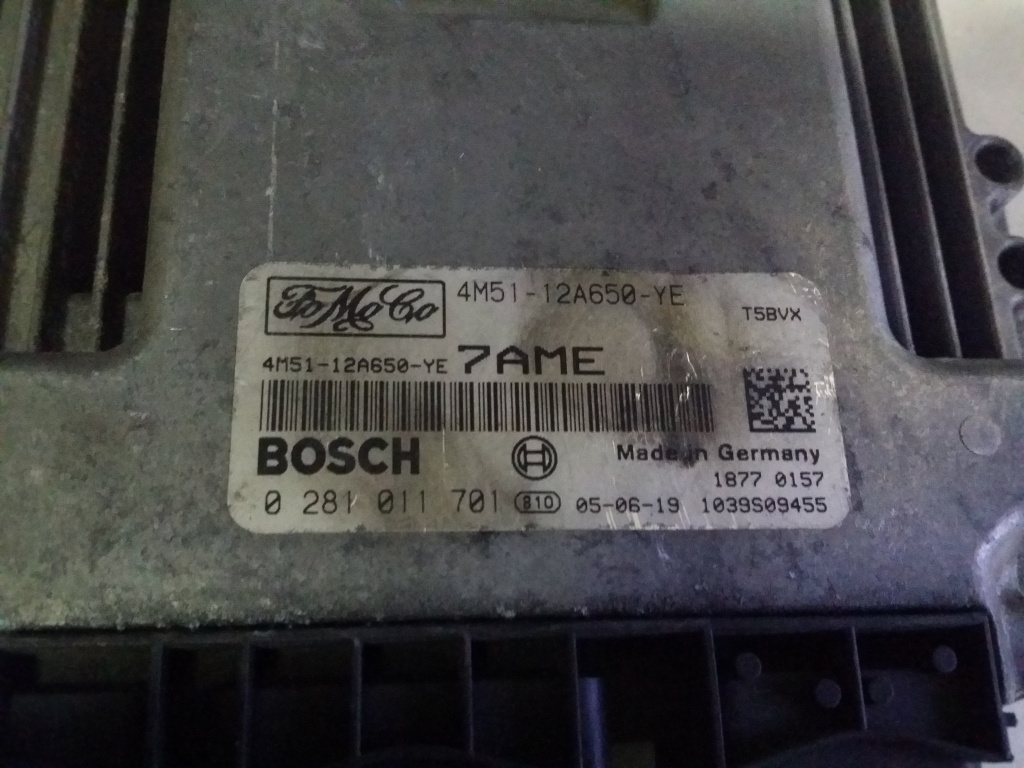 FoMoCo 4M51-12A650-YE
T5BVX
4M51-12A650-YE 7AME
BOSCH Made in Germany
1877 0157
0 281 011 701 810 05-06-19 1039S09455